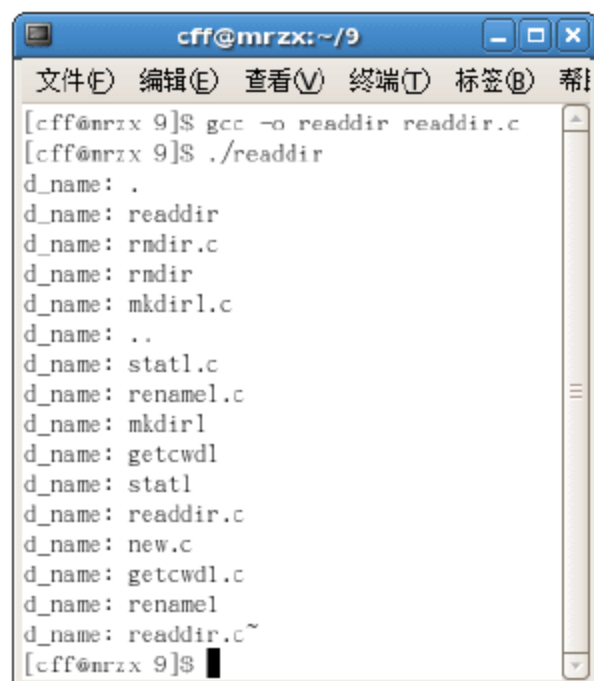 cff@mrzx:~/9
文件(F) 编辑(E) 查看(V) 终端(T) 标签(B) 帮
[cff@mrzx 9]$ gcc -o readdir readdir.c
[cff@mrzx 9]$ ./readdir
d_name: .
d_name: readdir
d_name: rmdir.c
d_name: rmdir
d_name: mkdir1.c
d_name: ..
d_name: stat1.c
d_name: rename1.c
d_name: mkdir1
d_name: getcwd1
d_name: stat1
d_name: readdir.c
d_name: new.c
d_name: getcwd1.c
d_name: rename1
d_name: readdir.c~
[cff@mrzx 9]$